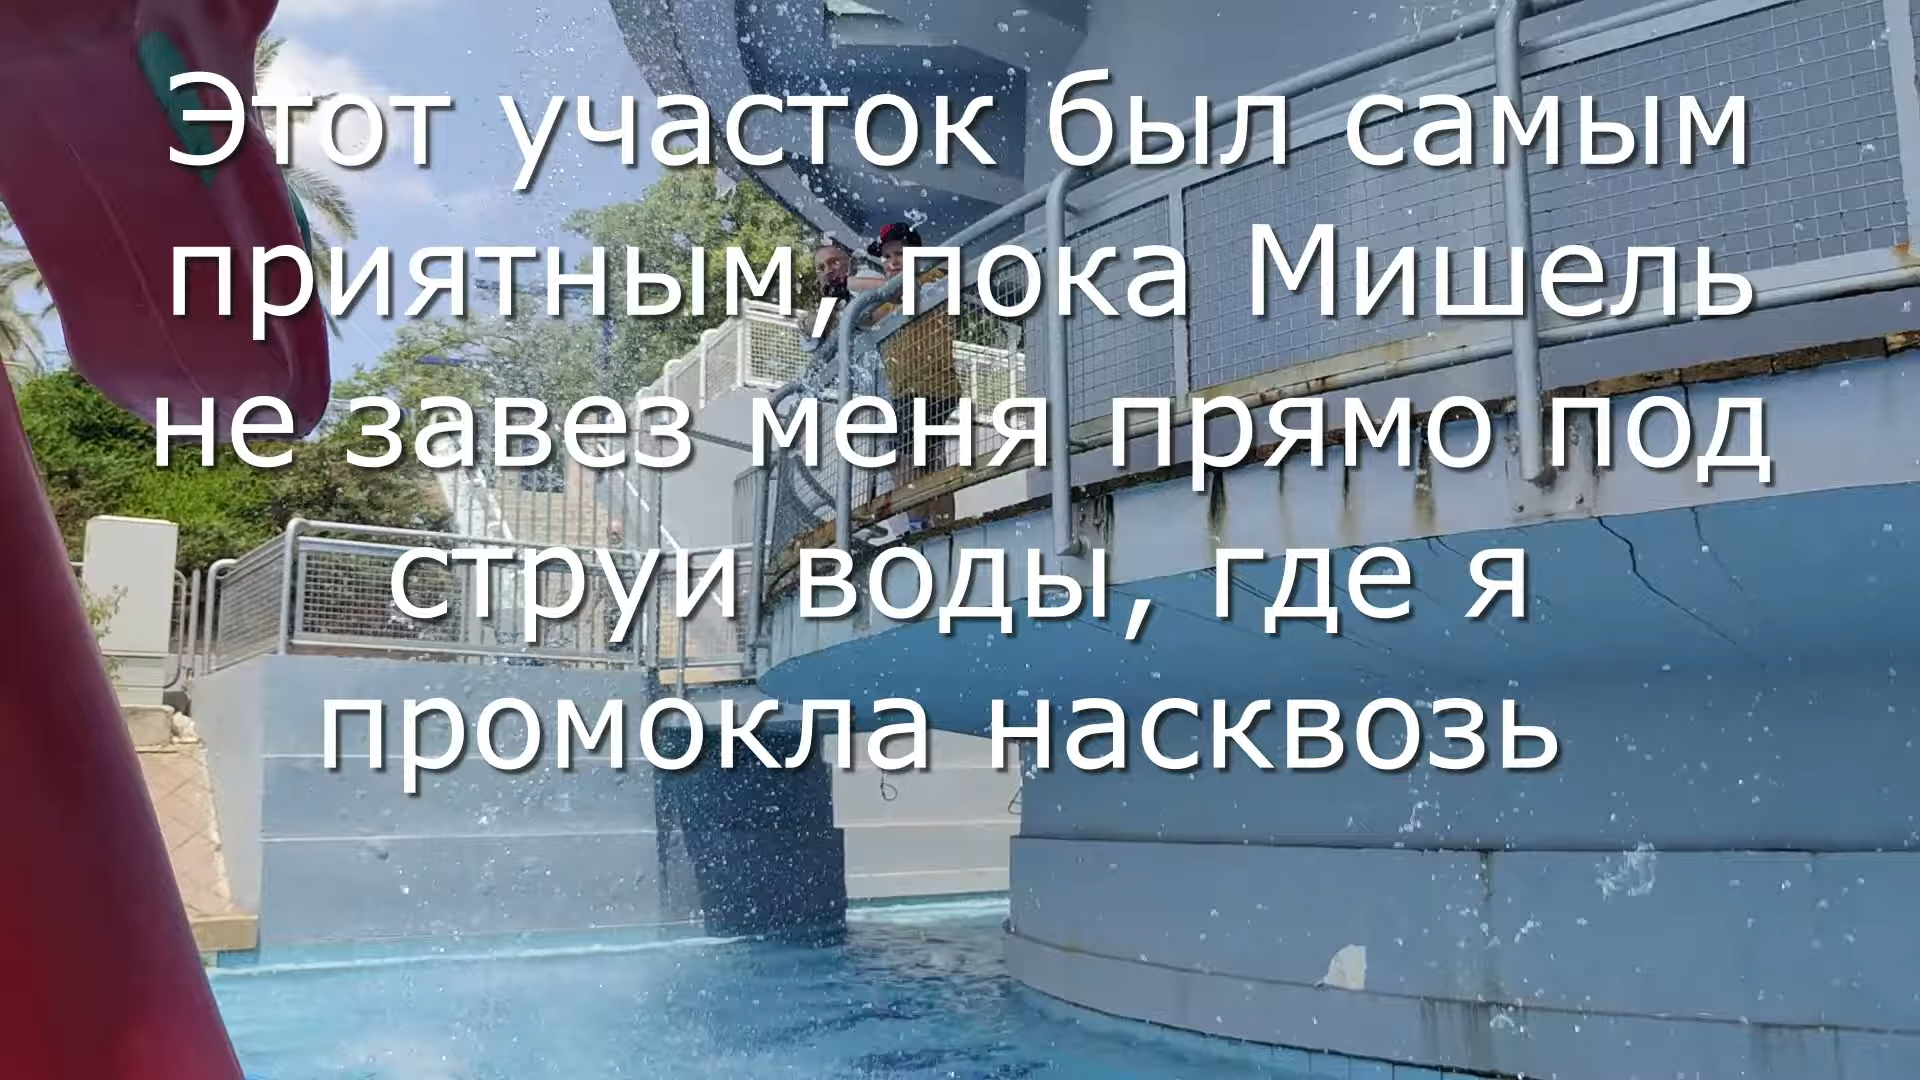 Этот участок был самым
приятным, пока Мишель
не завез меня прямо под
струи воды, где я
промокла насквозь